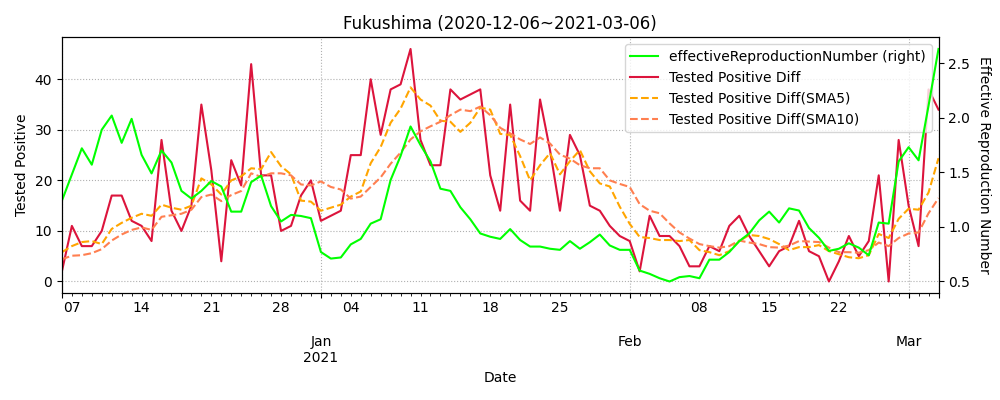 Fukushima (2020-12-06~2021-03-06)
effectiveReproductionNumber (right)
Tested Positive Diff
Tested Positive Diff(SMA5)
Tested Positive Diff(SMA10)
Tested Positive
40
30
20
10
0
Effective Reproduction Number
2.5
2.0
1.5
1.0
0.5
07 14 21 28 04 11 18 25 08 15 22
Jan Feb Mar
2021
Date